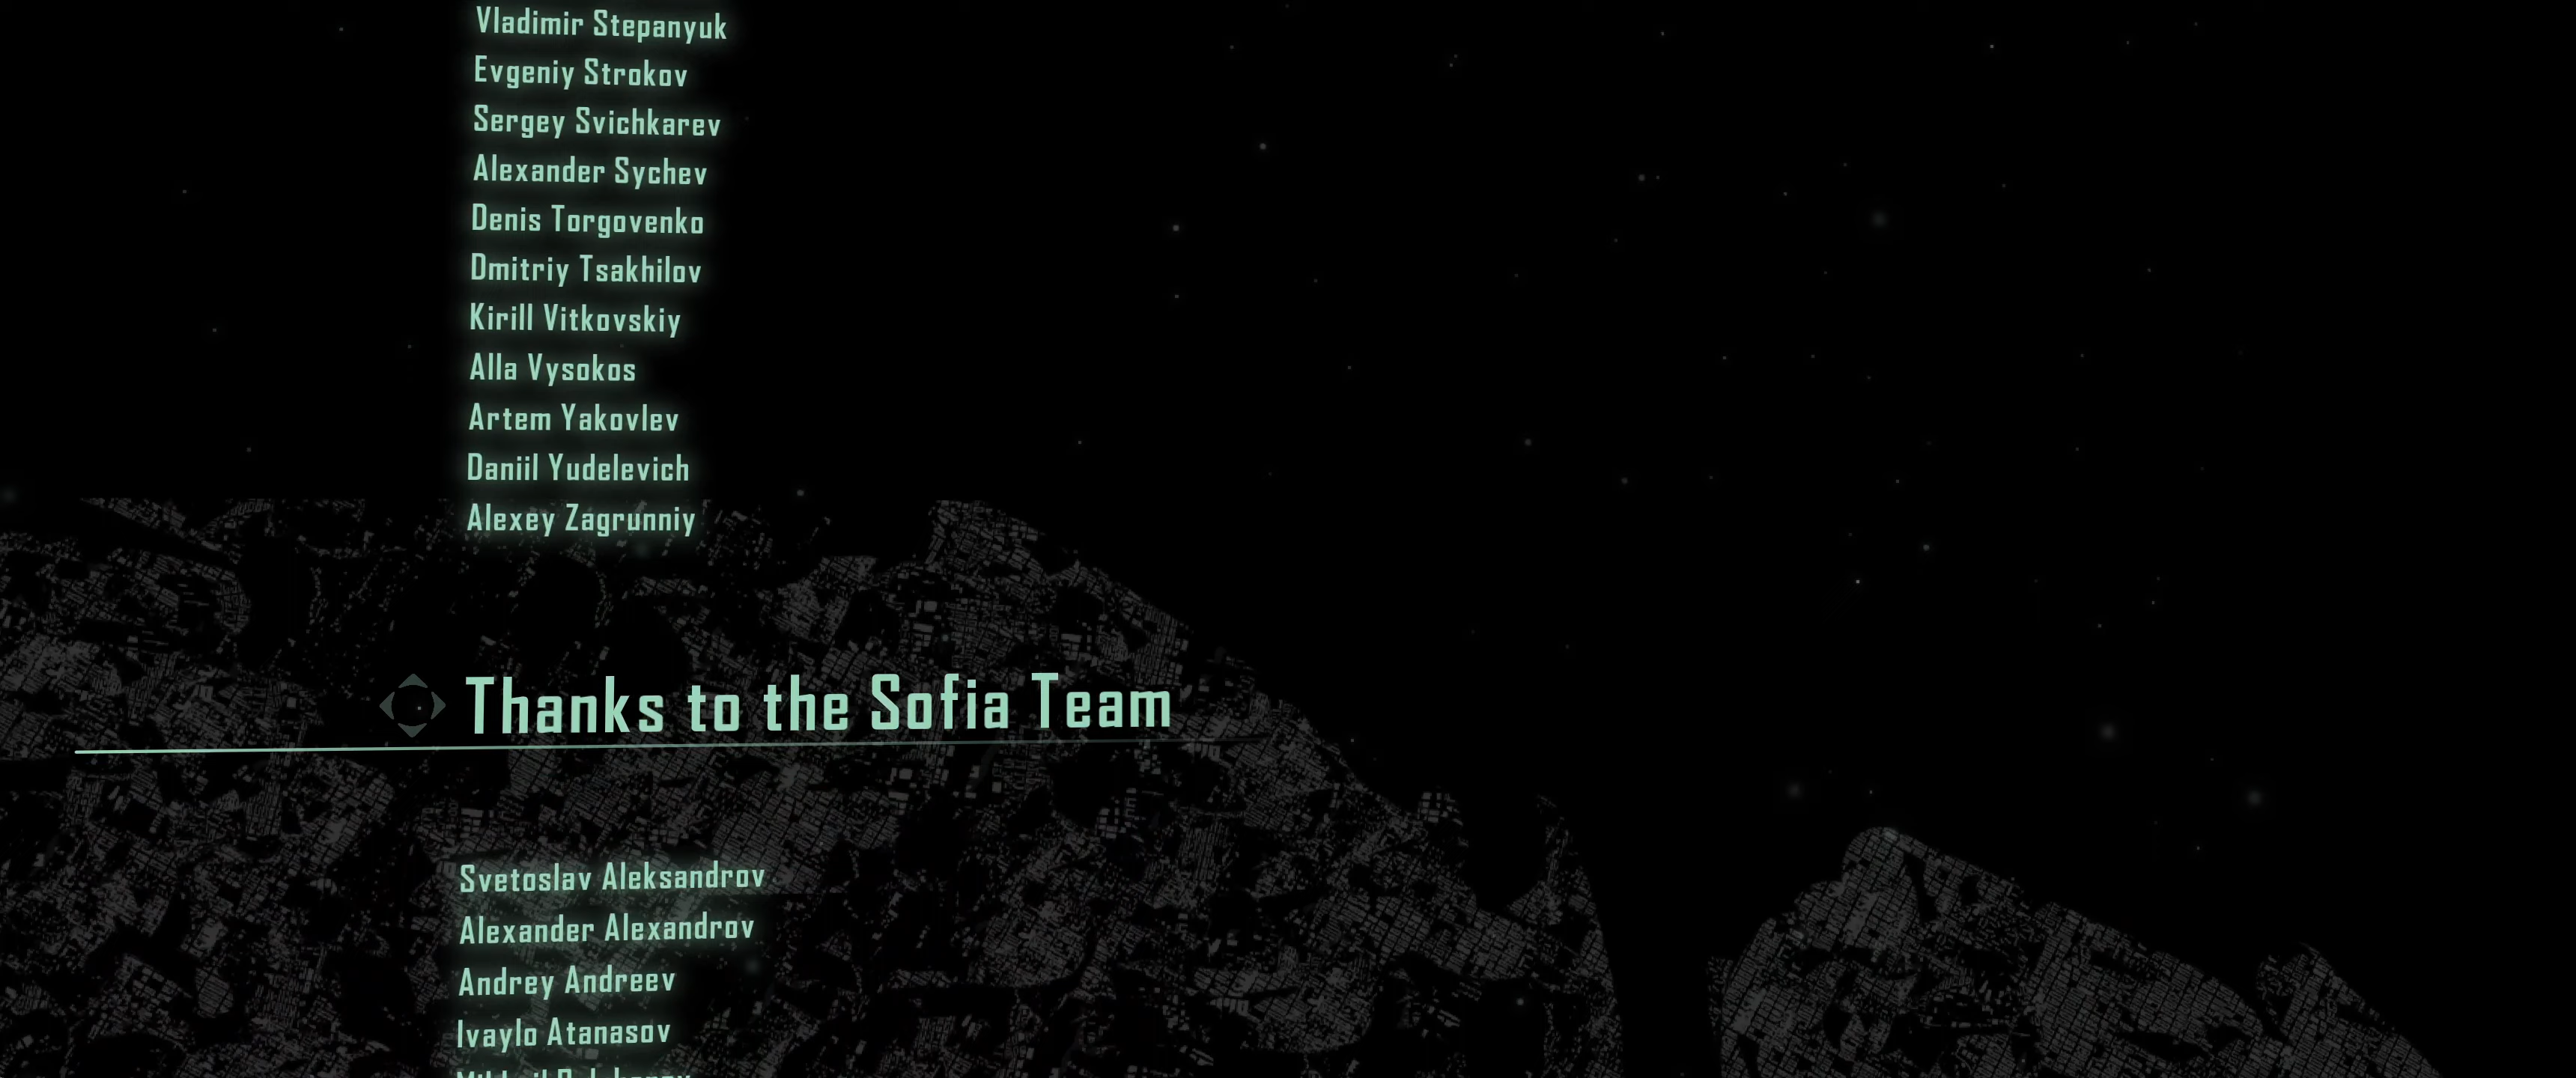 Vladimir Stepanyuk
Evgeniy Strokov
Sergey Svichkarev
Alexander Sychev
Denis Torgovenko
Dmitriy Tsakhilov
Kirill Vitkovskiy
Alla Vysokos
Artem Yakovlev
Daniil Yudelevich
Alexey Zagrunniy
Thanks to the Sofia Team
Svetoslav Aleksandrov
Alexander Alexandrov
Andrey Andreev
Ivaylo Atanasov